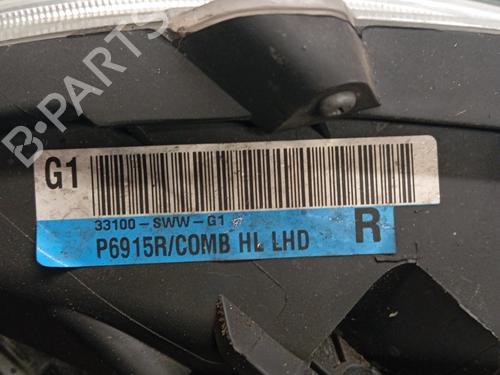 B-PARTS
G1
33100-SWW-G1
P6915R/COMB HL LHD
R